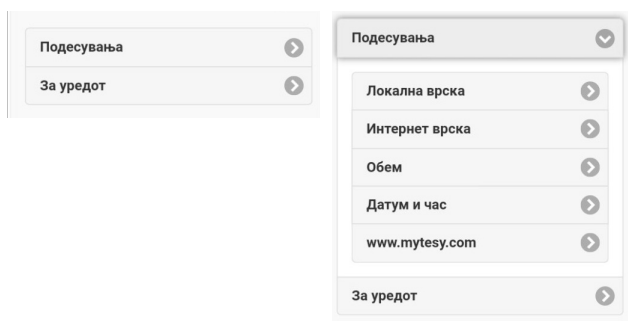 Подесувања
За уредот
Подесувања
Локална врска
Интернет врска
Обем
Датум и час
www.mytesy.com
За уредот